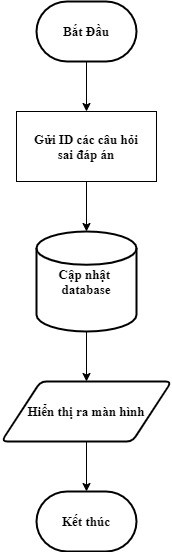 Bắt Đầu
Gửi ID các câu hỏi
sai đáp án
Cập nhật
database
Hiển thị ra màn hình
Kết thúc